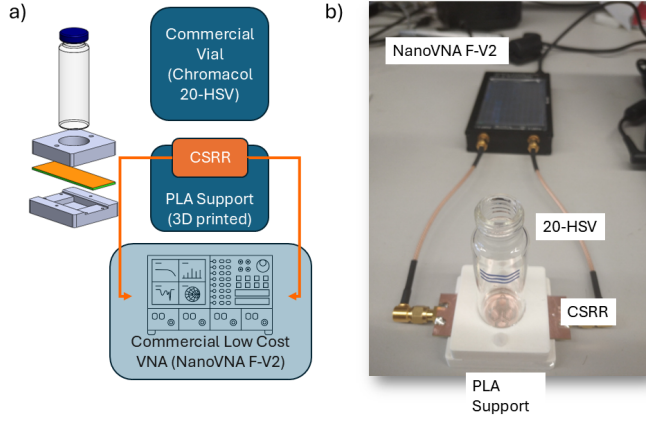 a)
Commercial
Vial
(Chromacol
20-HSV)
CSRR
PLA Support
(3D printed)
Commercial Low Cost
VNA (NanoVNA F-V2)
b)
NanoVNA F-V2
20-HSV
CSRR
PLA
Support